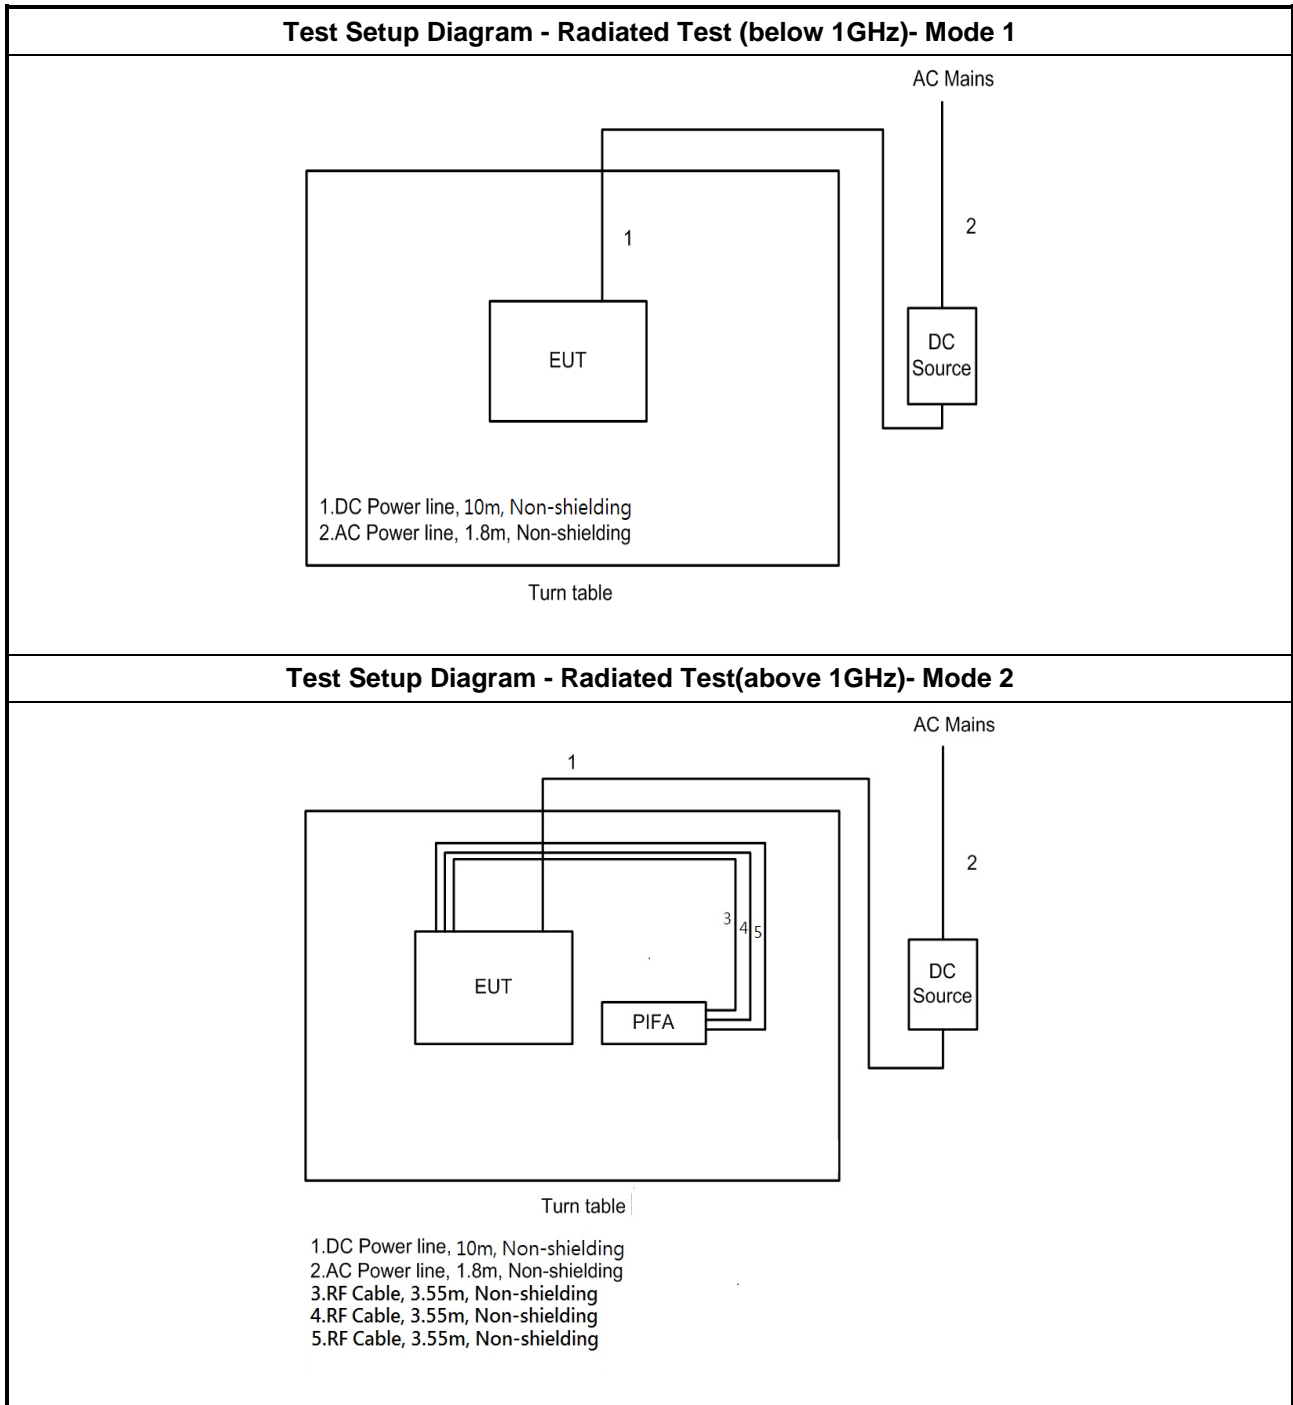 Test Setup Diagram - Radiated Test (below 1GHz)- Mode 1
AC Mains
1
2
DC
Source
EUT
1.DC Power line, 10m, Non-shielding
2.AC Power line, 1.8m, Non-shielding
Turn table
Test Setup Diagram - Radiated Test(above 1GHz)- Mode 2
AC Mains
1
2
3
4
5
EUT
DC
Source
PIFA
Turn table
1.DC Power line, 10m, Non-shielding
2.AC Power line, 1.8m, Non-shielding
3.RF Cable, 3.55m, Non-shielding
4.RF Cable, 3.55m, Non-shielding
5.RF Cable, 3.55m, Non-shielding